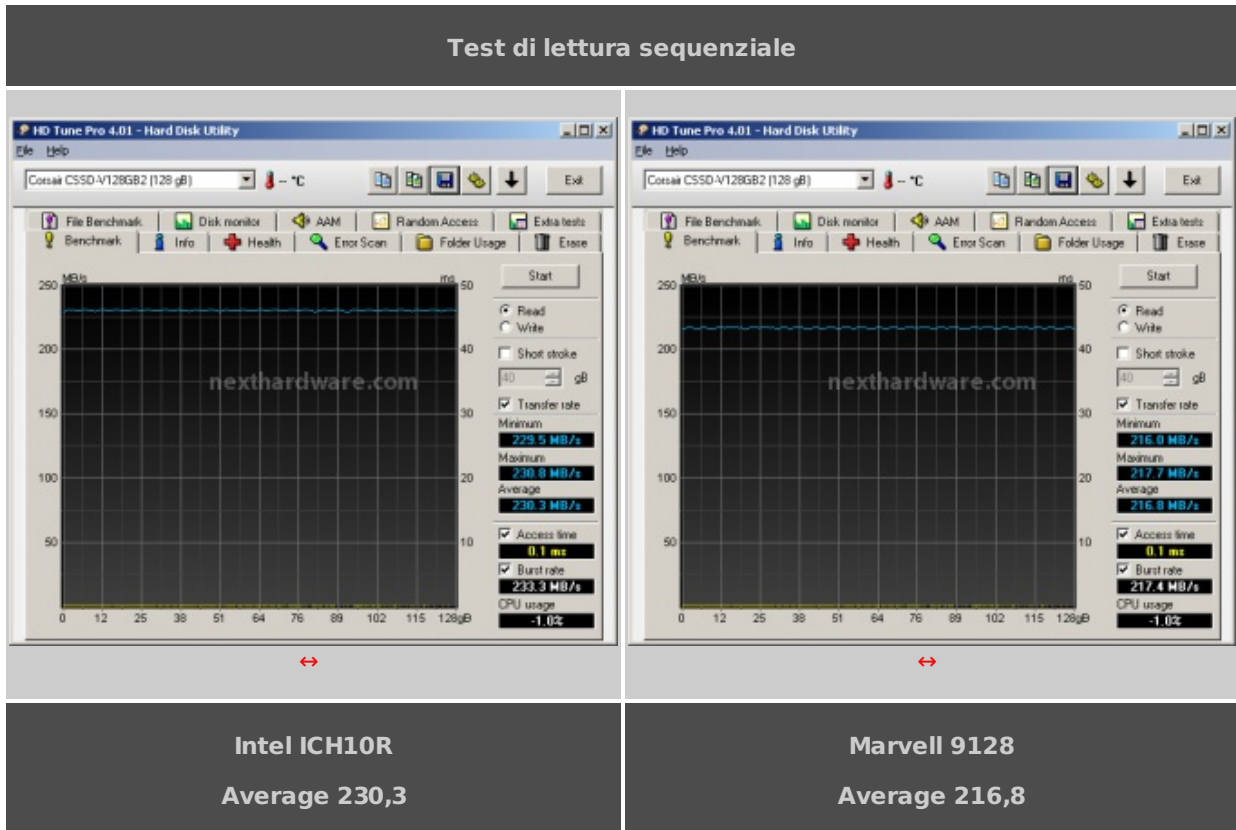 Test di lettura sequenziale
HD Tune Pro 4.01 - Hard Disk Utility
File Help
Corsair CSSD-V128GB2 (128 gB)
-- °C
Exit
File Benchmark Disk monitor AAM Random Access Extra tests
Benchmark Info Health Error Scan Folder Usage Erase
MB/s
ms
250
200
150
100
50
50
40
30
20
10
0 12 25 38 51 64 76 89 102 115 128gB
nexthardware.com
Start
Read
Write
Short stroke
40 gB
Transfer rate
Minimum
229.5 MB/s
Maximum
230.8 MB/s
Average
230.3 MB/s
Access time
0.1 ms
Burst rate
233.3 MB/s
CPU usage
-1.0%
↔
HD Tune Pro 4.01 - Hard Disk Utility
File Help
Corsair CSSD-V128GB2 (128 gB)
-- °C
Exit
File Benchmark Disk monitor AAM Random Access Extra tests
Benchmark Info Health Error Scan Folder Usage Erase
MB/s
ms
250
200
150
100
50
50
40
30
20
10
0 12 25 38 51 64 76 89 102 115 128gB
nexthardware.com
Start
Read
Write
Short stroke
40 gB
Transfer rate
Minimum
216.0 MB/s
Maximum
217.7 MB/s
Average
216.8 MB/s
Access time
0.1 ms
Burst rate
217.4 MB/s
CPU usage
-1.0%
↔
Intel ICH10R
Average 230,3
Marvell 9128
Average 216,8